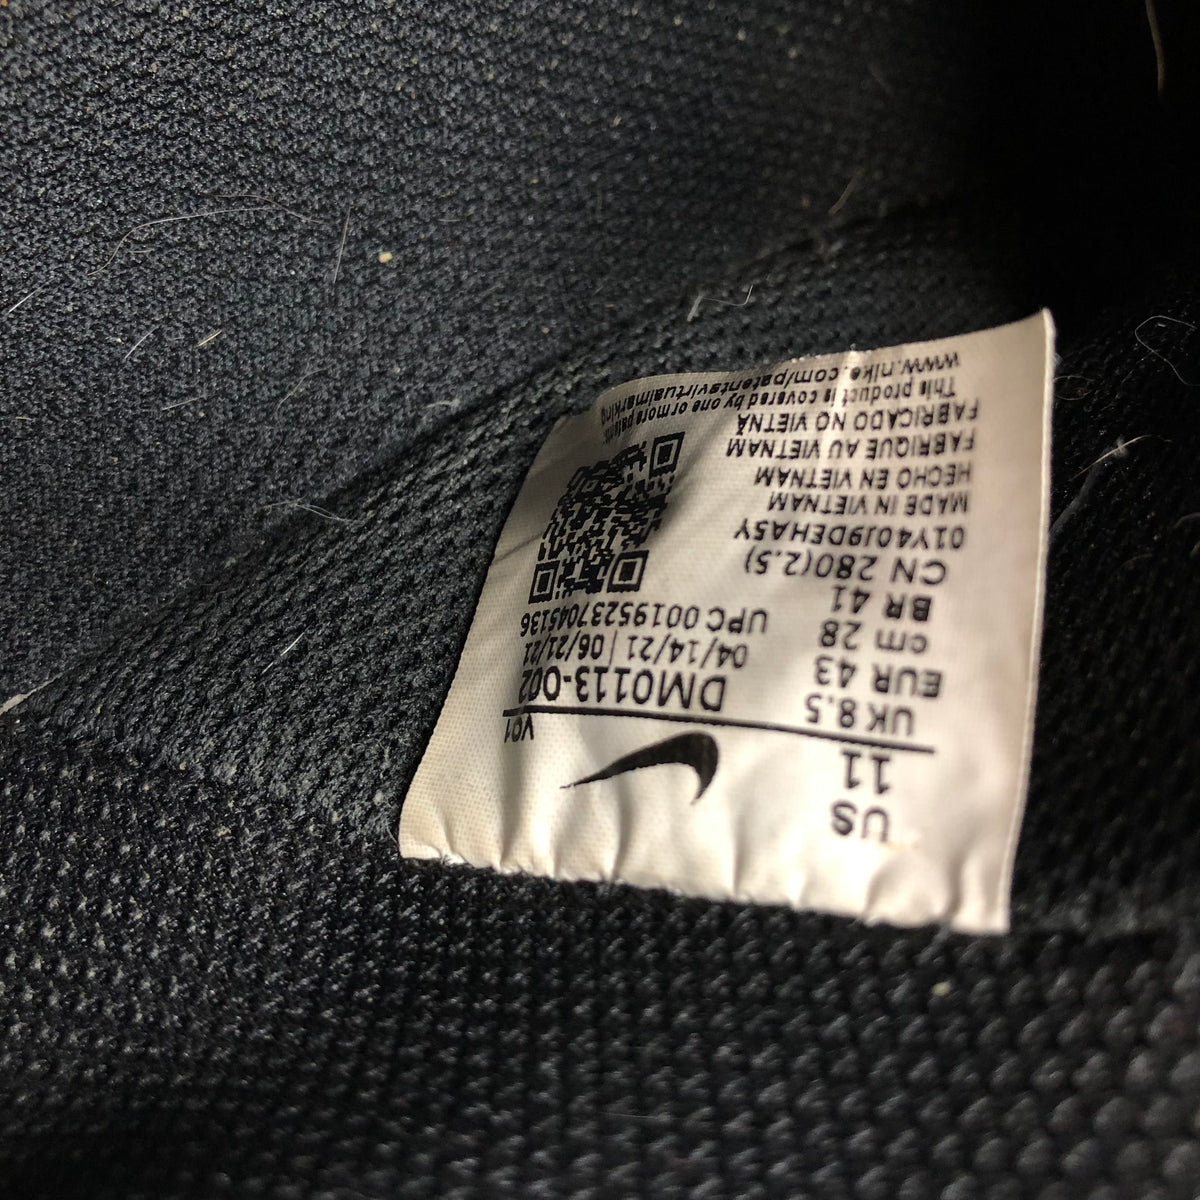 US
11
V01
UK 8.5
DM0113-002
EUR 43
04/14/21 | 06/21/21
cm 28
UPC 00195237045136
BR 41
CN 280(2.5)
01Y40J9DEHA5Y
MADE IN VIETNAM
HECHO EN VIETNAM
FABRIQUE AU VIETNAM
FABRICADO NO VIETNÃ
This product is covered by one or more patents.
www.nike.com/patentsvirtualmarking